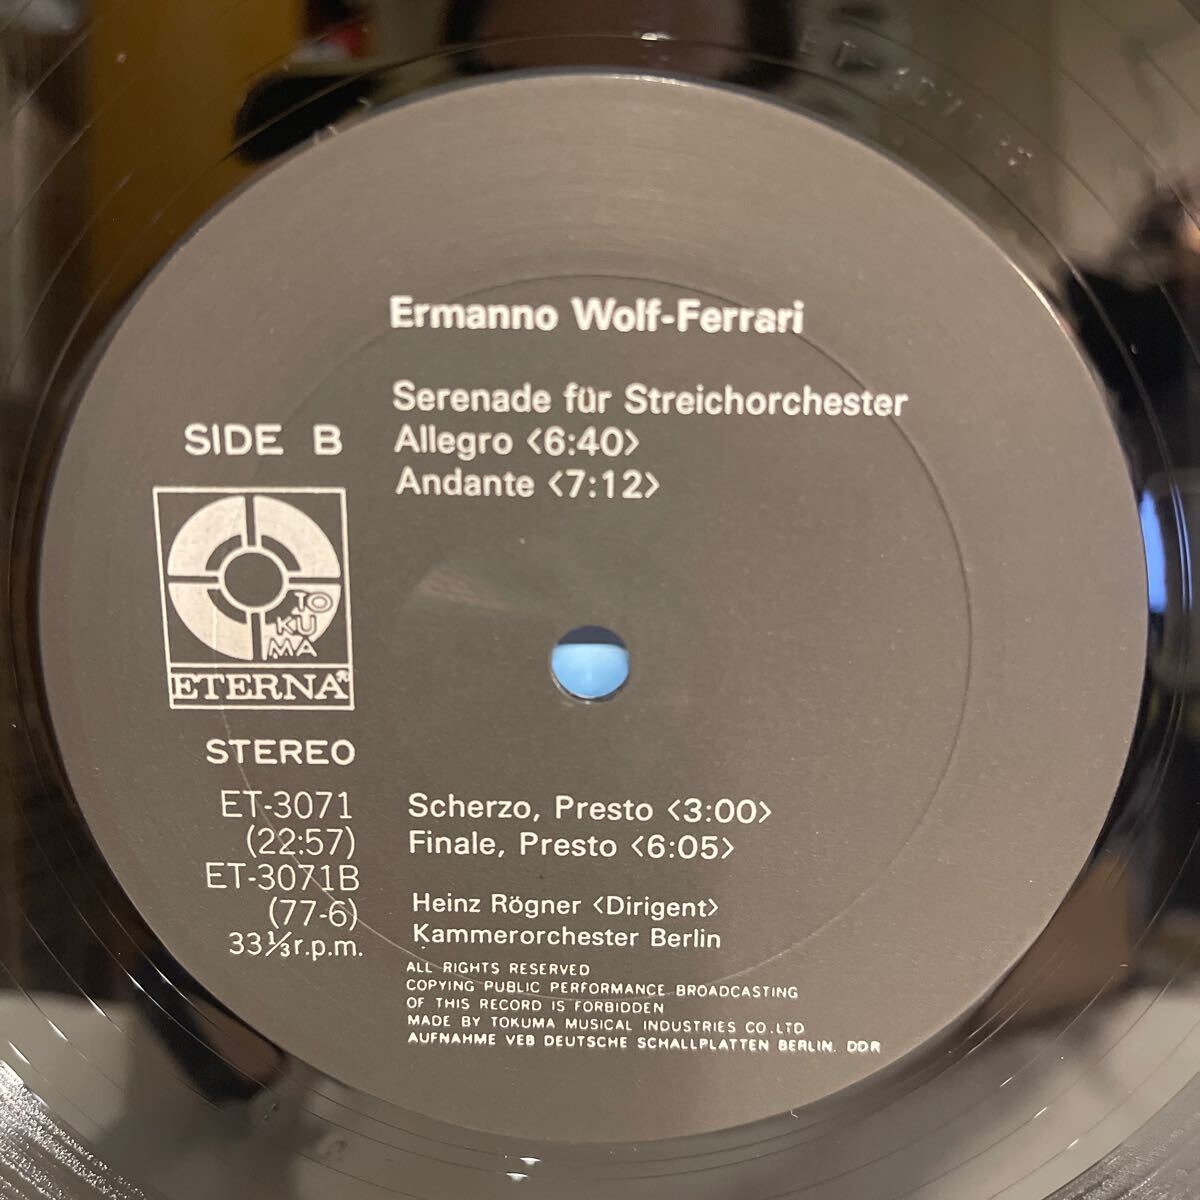 Ermanno Wolf-Ferrari
Serenade für Streichorchester
Allegro <6:40>
Andante <7:12>
SIDE B
TO
KU
MA
ETERNA®
STEREO
ET-3071
(22:57)
ET-3071B
(77-6)
33⅓r.p.m.
Scherzo, Presto <3:00>
Finale, Presto <6:05>
Heinz Rögner <Dirigent>
Kammerorchester Berlin
ALL RIGHTS RESERVED
COPYING PUBLIC PERFORMANCE BROADCASTING
OF THIS RECORD IS FORBIDDEN
MADE BY TOKUMA MUSICAL INDUSTRIES CO.LTD
AUFNAHME VEB DEUTSCHE SCHALLPLATTEN BERLIN. DDR